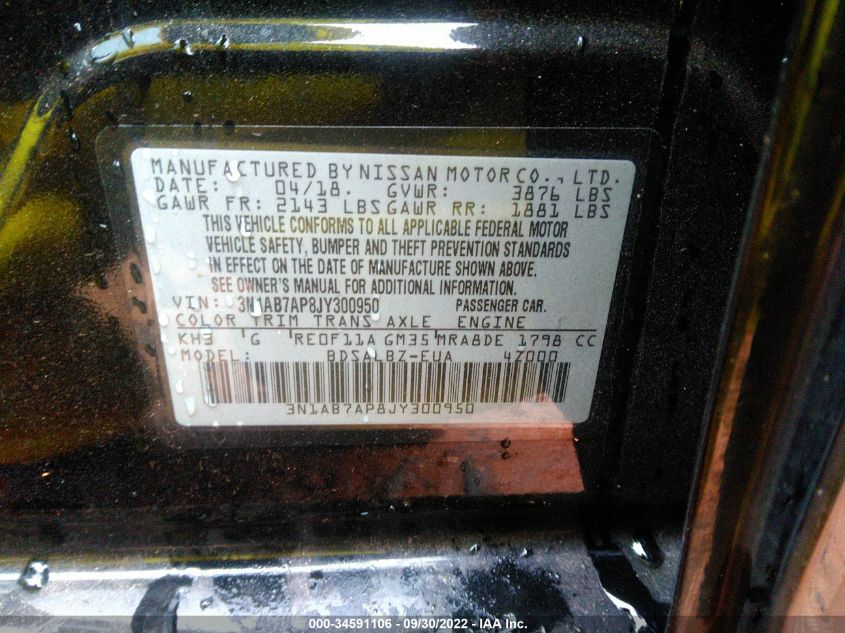 MANUFACTURED BY NISSAN MOTOR CO., LTD.
DATE: 04/18. GVWR: 3876 LBS
GAWR FR: 2143 LBS GAWR RR: 1881 LBS
THIS VEHICLE CONFORMS TO ALL APPLICABLE FEDERAL MOTOR
VEHICLE SAFETY, BUMPER AND THEFT PREVENTION STANDARDS
IN EFFECT ON THE DATE OF MANUFACTURE SHOWN ABOVE.
SEE OWNER'S MANUAL FOR ADDITIONAL INFORMATION.
VIN: 3N1AB7AP8JY300950 PASSENGER CAR.
COLOR TRIM TRANS AXLE ENGINE
KH3 G RE0F11A GM35 MRA8DE 1798 CC
MODEL: BDSALBZ-EUA 4Z000
3N1AB7AP8JY300950
000-34591106 - 09/30/2022 - IAA Inc.